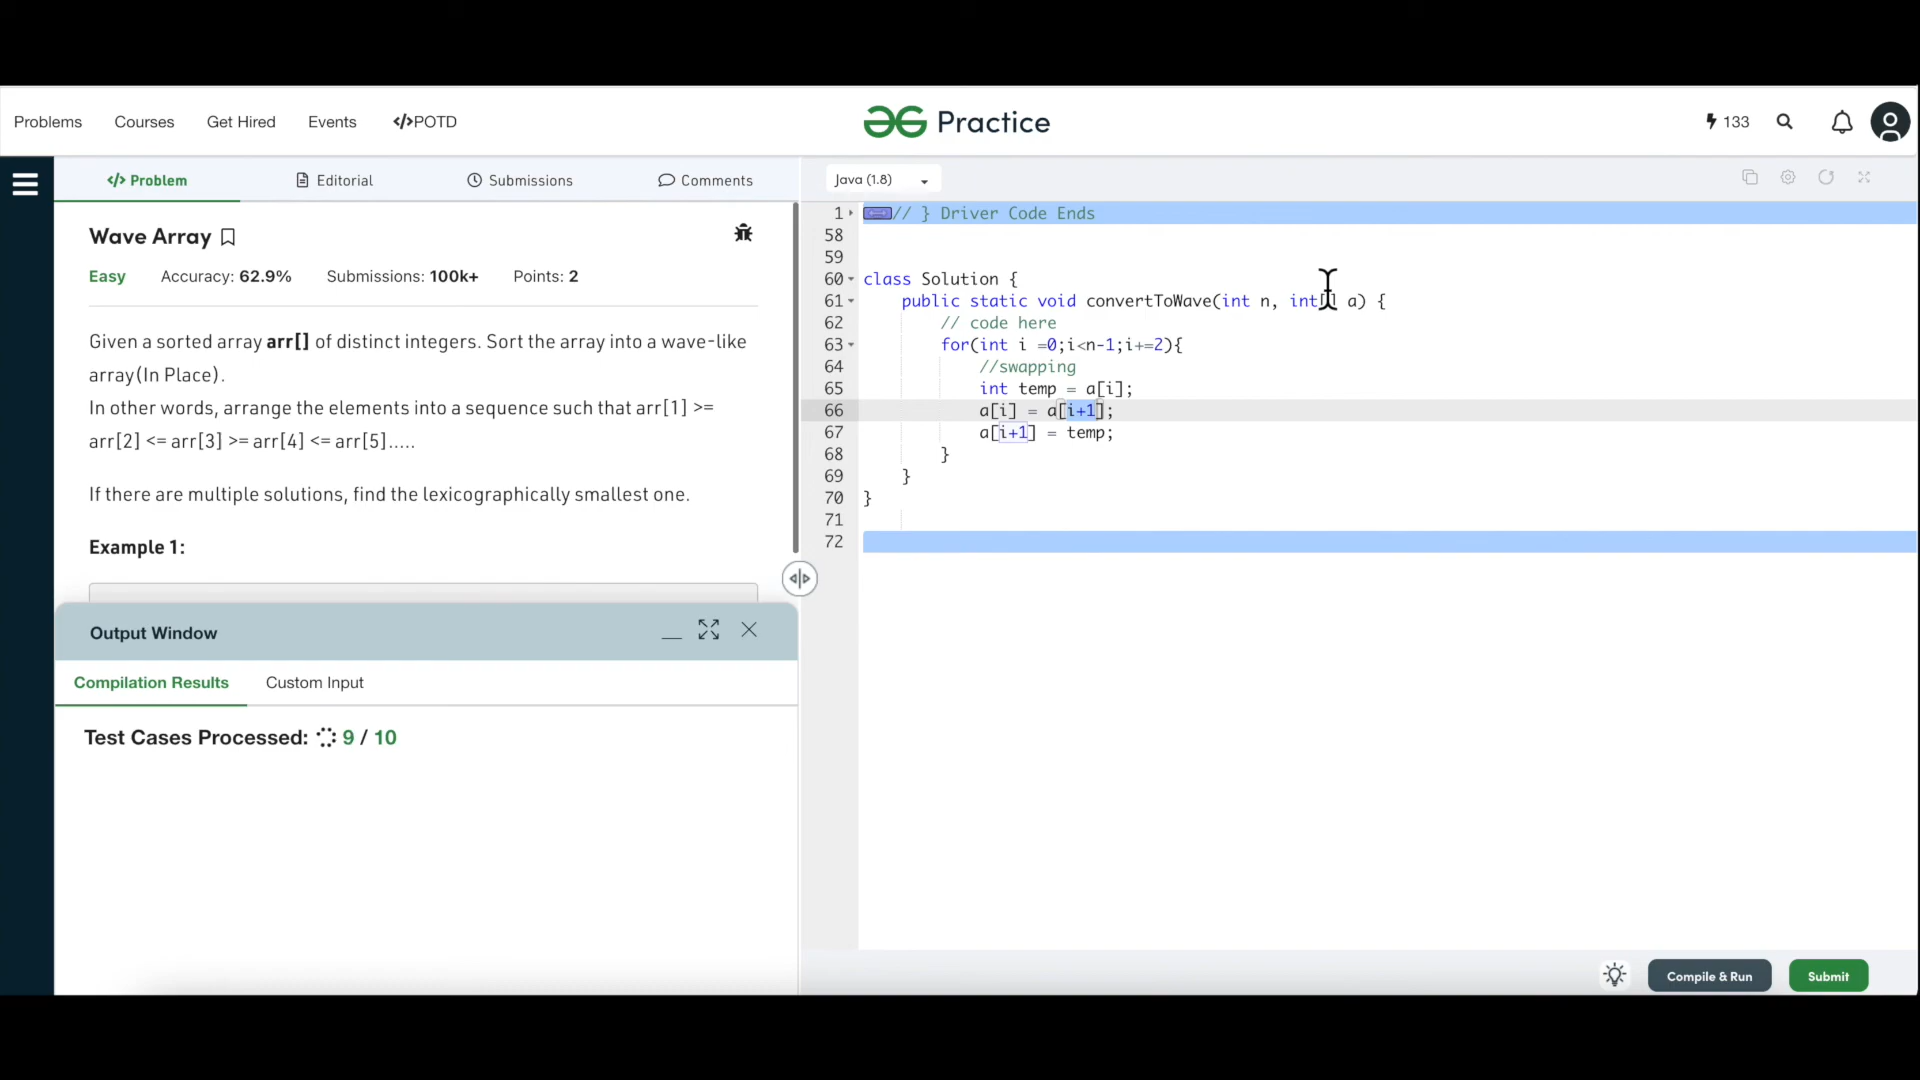 Problems Courses Get Hired Events </>POTD
Practice
133
</> Problem Editorial Submissions Comments
Wave Array
Easy Accuracy: 62.9% Submissions: 100k+ Points: 2
Given a sorted array arr[] of distinct integers. Sort the array into a wave-like
array(In Place).
In other words, arrange the elements into a sequence such that arr[1] >=
arr[2] <= arr[3] >= arr[4] <= arr[5].....
If there are multiple solutions, find the lexicographically smallest one.
Example 1:
Output Window
Compilation Results Custom Input
Test Cases Processed: 9 / 10
Java (1.8)
1 // } Driver Code Ends
58
59
60 class Solution {
61 public static void convertToWave(int n, int[] a) {
62 // code here
63 for(int i =0;i<n-1;i+=2){
64 //swapping
65 int temp = a[i];
66 a[i] = a[i+1];
67 a[i+1] = temp;
68 }
69 }
70 }
71
72
Compile & Run Submit